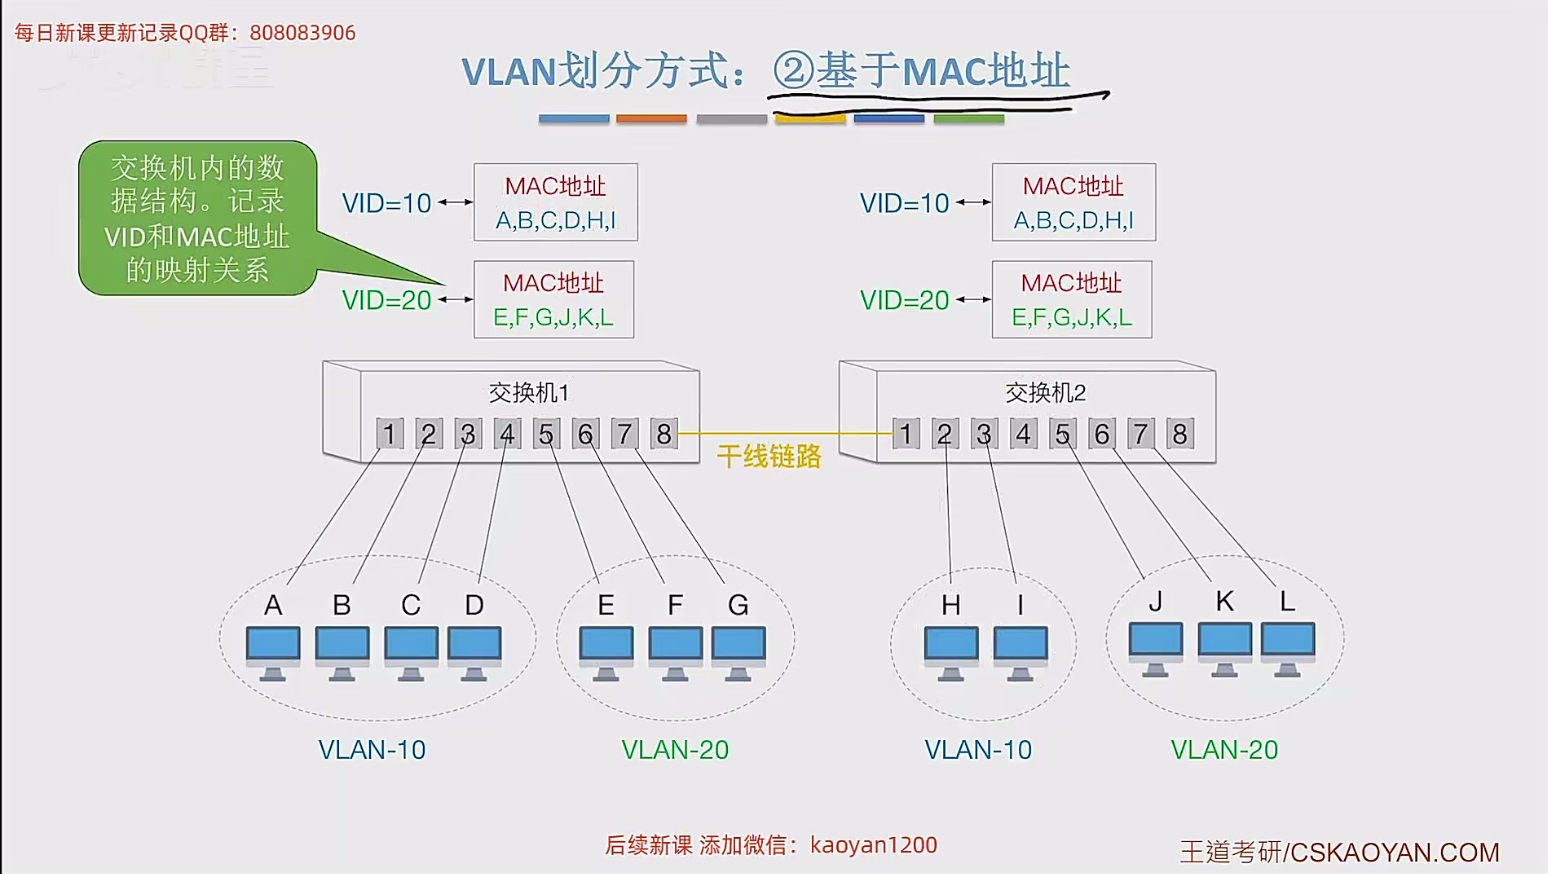 每日新课更新记录QQ群：808083906
VLAN划分方式：②基于MAC地址
交换机内的数
据结构。记录
VID和MAC地址
的映射关系
VID=10
MAC地址
A,B,C,D,H,I
VID=20
MAC地址
E,F,G,J,K,L
VID=10
MAC地址
A,B,C,D,H,I
VID=20
MAC地址
E,F,G,J,K,L
交换机1
1 2 3 4 5 6 7 8
干线链路
交换机2
1 2 3 4 5 6 7 8
A B C D
E F G
H I
J K L
VLAN-10
VLAN-20
VLAN-10
VLAN-20
后续新课 添加微信：kaoyan1200
王道考研/CSKAOYAN.COM